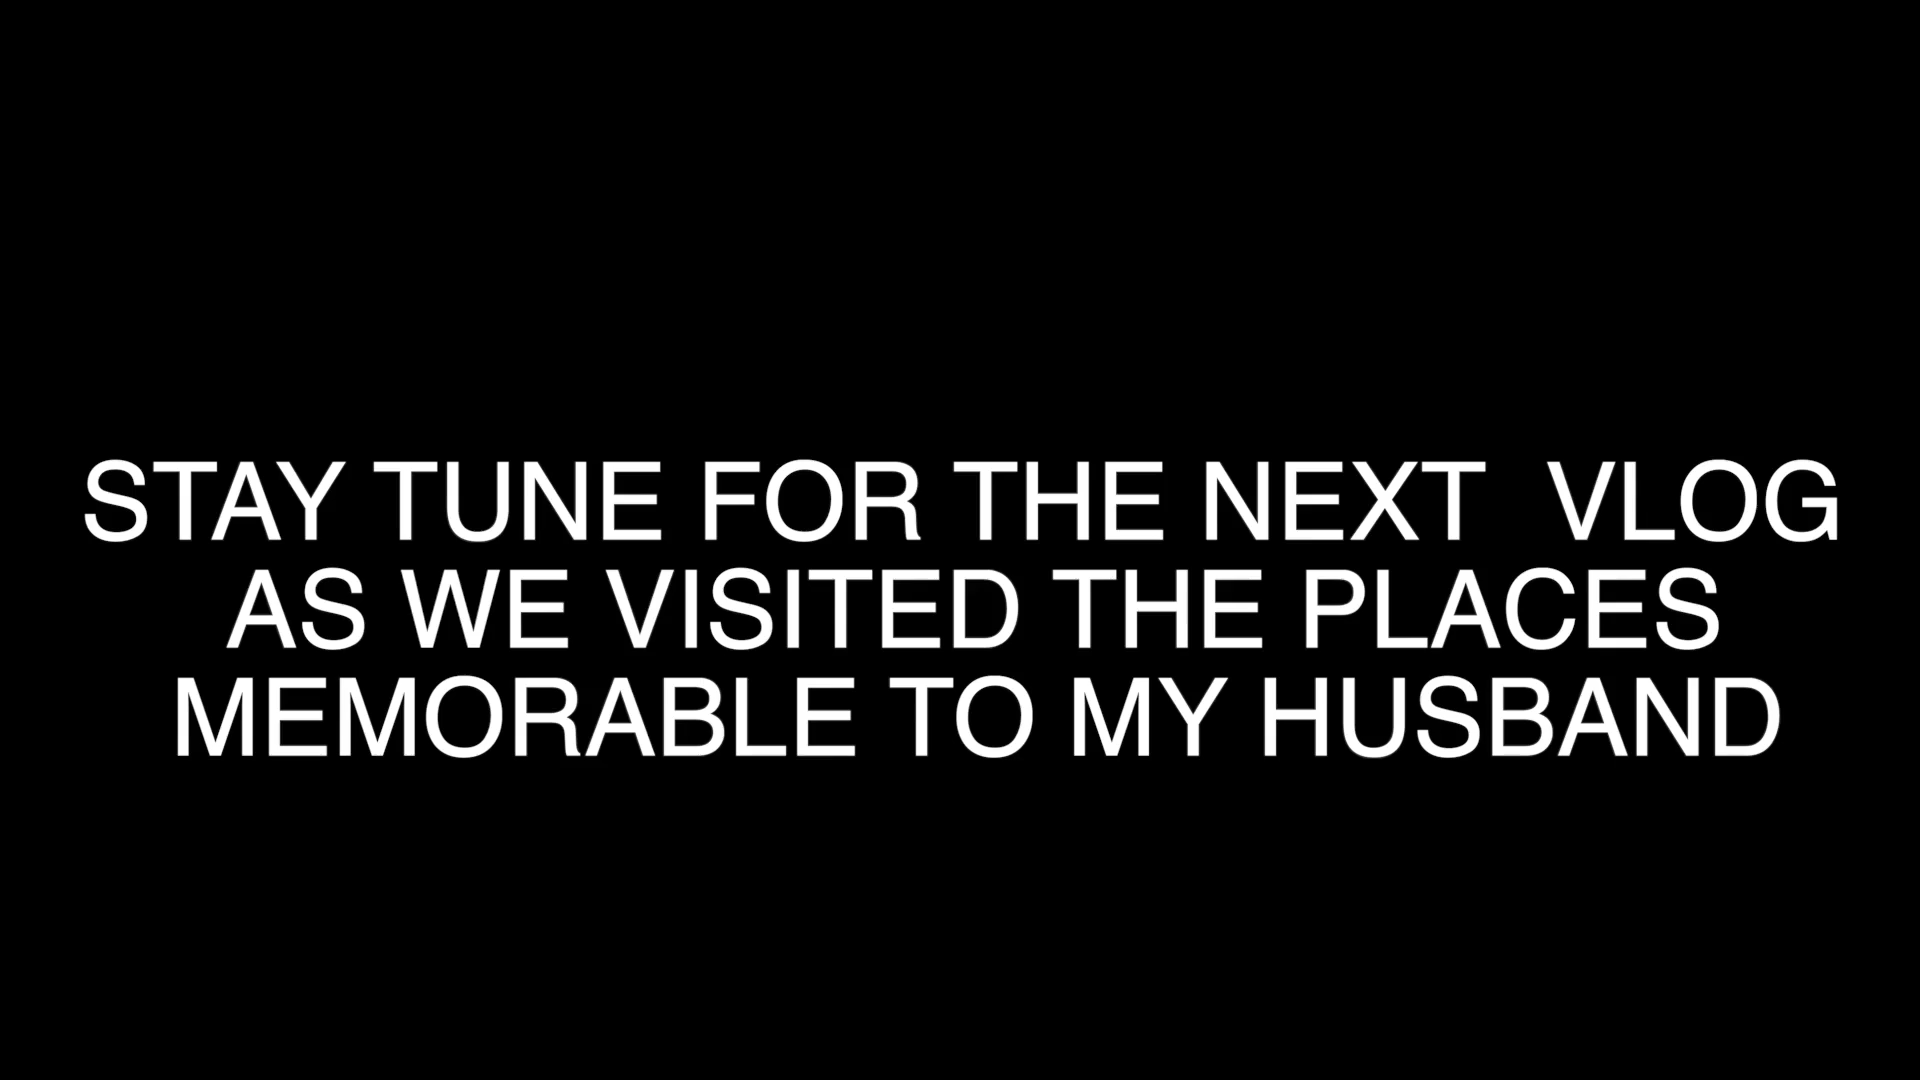 STAY TUNE FOR THE NEXT  VLOG
AS WE VISITED THE PLACES
MEMORABLE TO MY HUSBAND